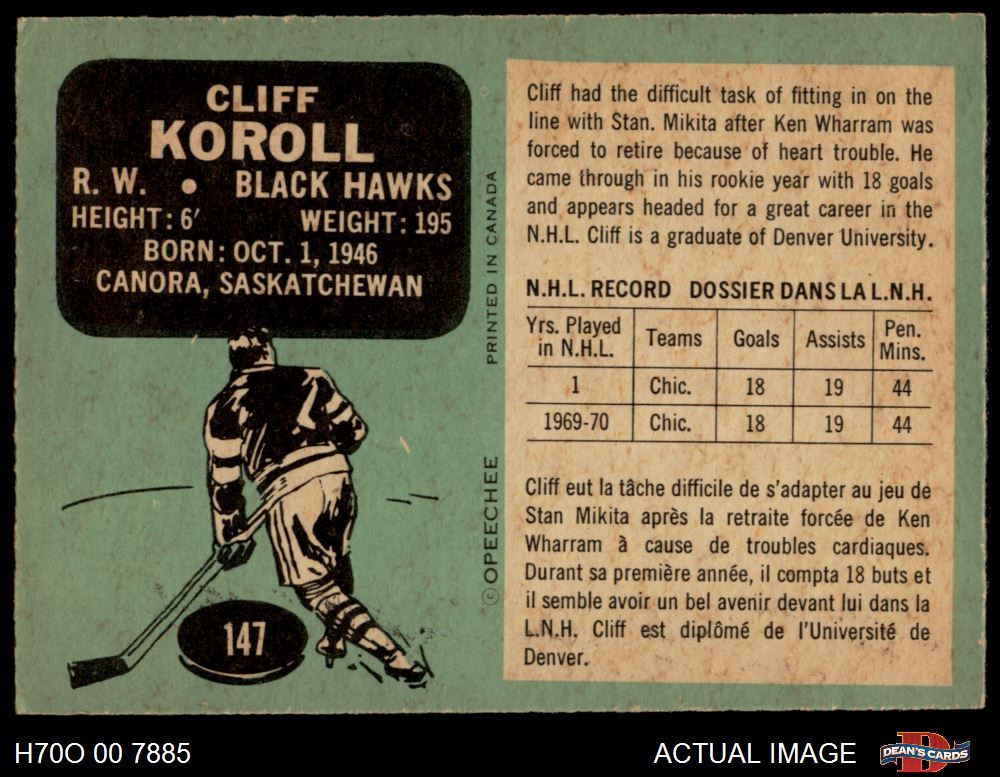 CLIFF
KOROLL
R. W. • BLACK HAWKS
HEIGHT: 6′ WEIGHT: 195
BORN: OCT. 1, 1946
CANORA, SASKATCHEWAN
147
PRINTED IN CANADA
© OPEECHEE
Cliff had the difficult task of fitting in on the
line with Stan. Mikita after Ken Wharram was
forced to retire because of heart trouble. He
came through in his rookie year with 18 goals
and appears headed for a great career in the
N.H.L. Cliff is a graduate of Denver University.
N.H.L. RECORD DOSSIER DANS LA L.N.H.
Yrs. Played in N.H.L. Teams Goals Assists Pen. Mins.
1 Chic. 18 19 44
1969-70 Chic. 18 19 44
Cliff eut la tâche difficile de s'adapter au jeu de
Stan Mikita après la retraite forcée de Ken
Wharram à cause de troubles cardiaques.
Durant sa première année, il compta 18 buts et
il semble avoir un bel avenir devant lui dans la
L.N.H. Cliff est diplômé de l'Université de
Denver.
H70O 00 7885
ACTUAL IMAGE
DEAN'S CARDS